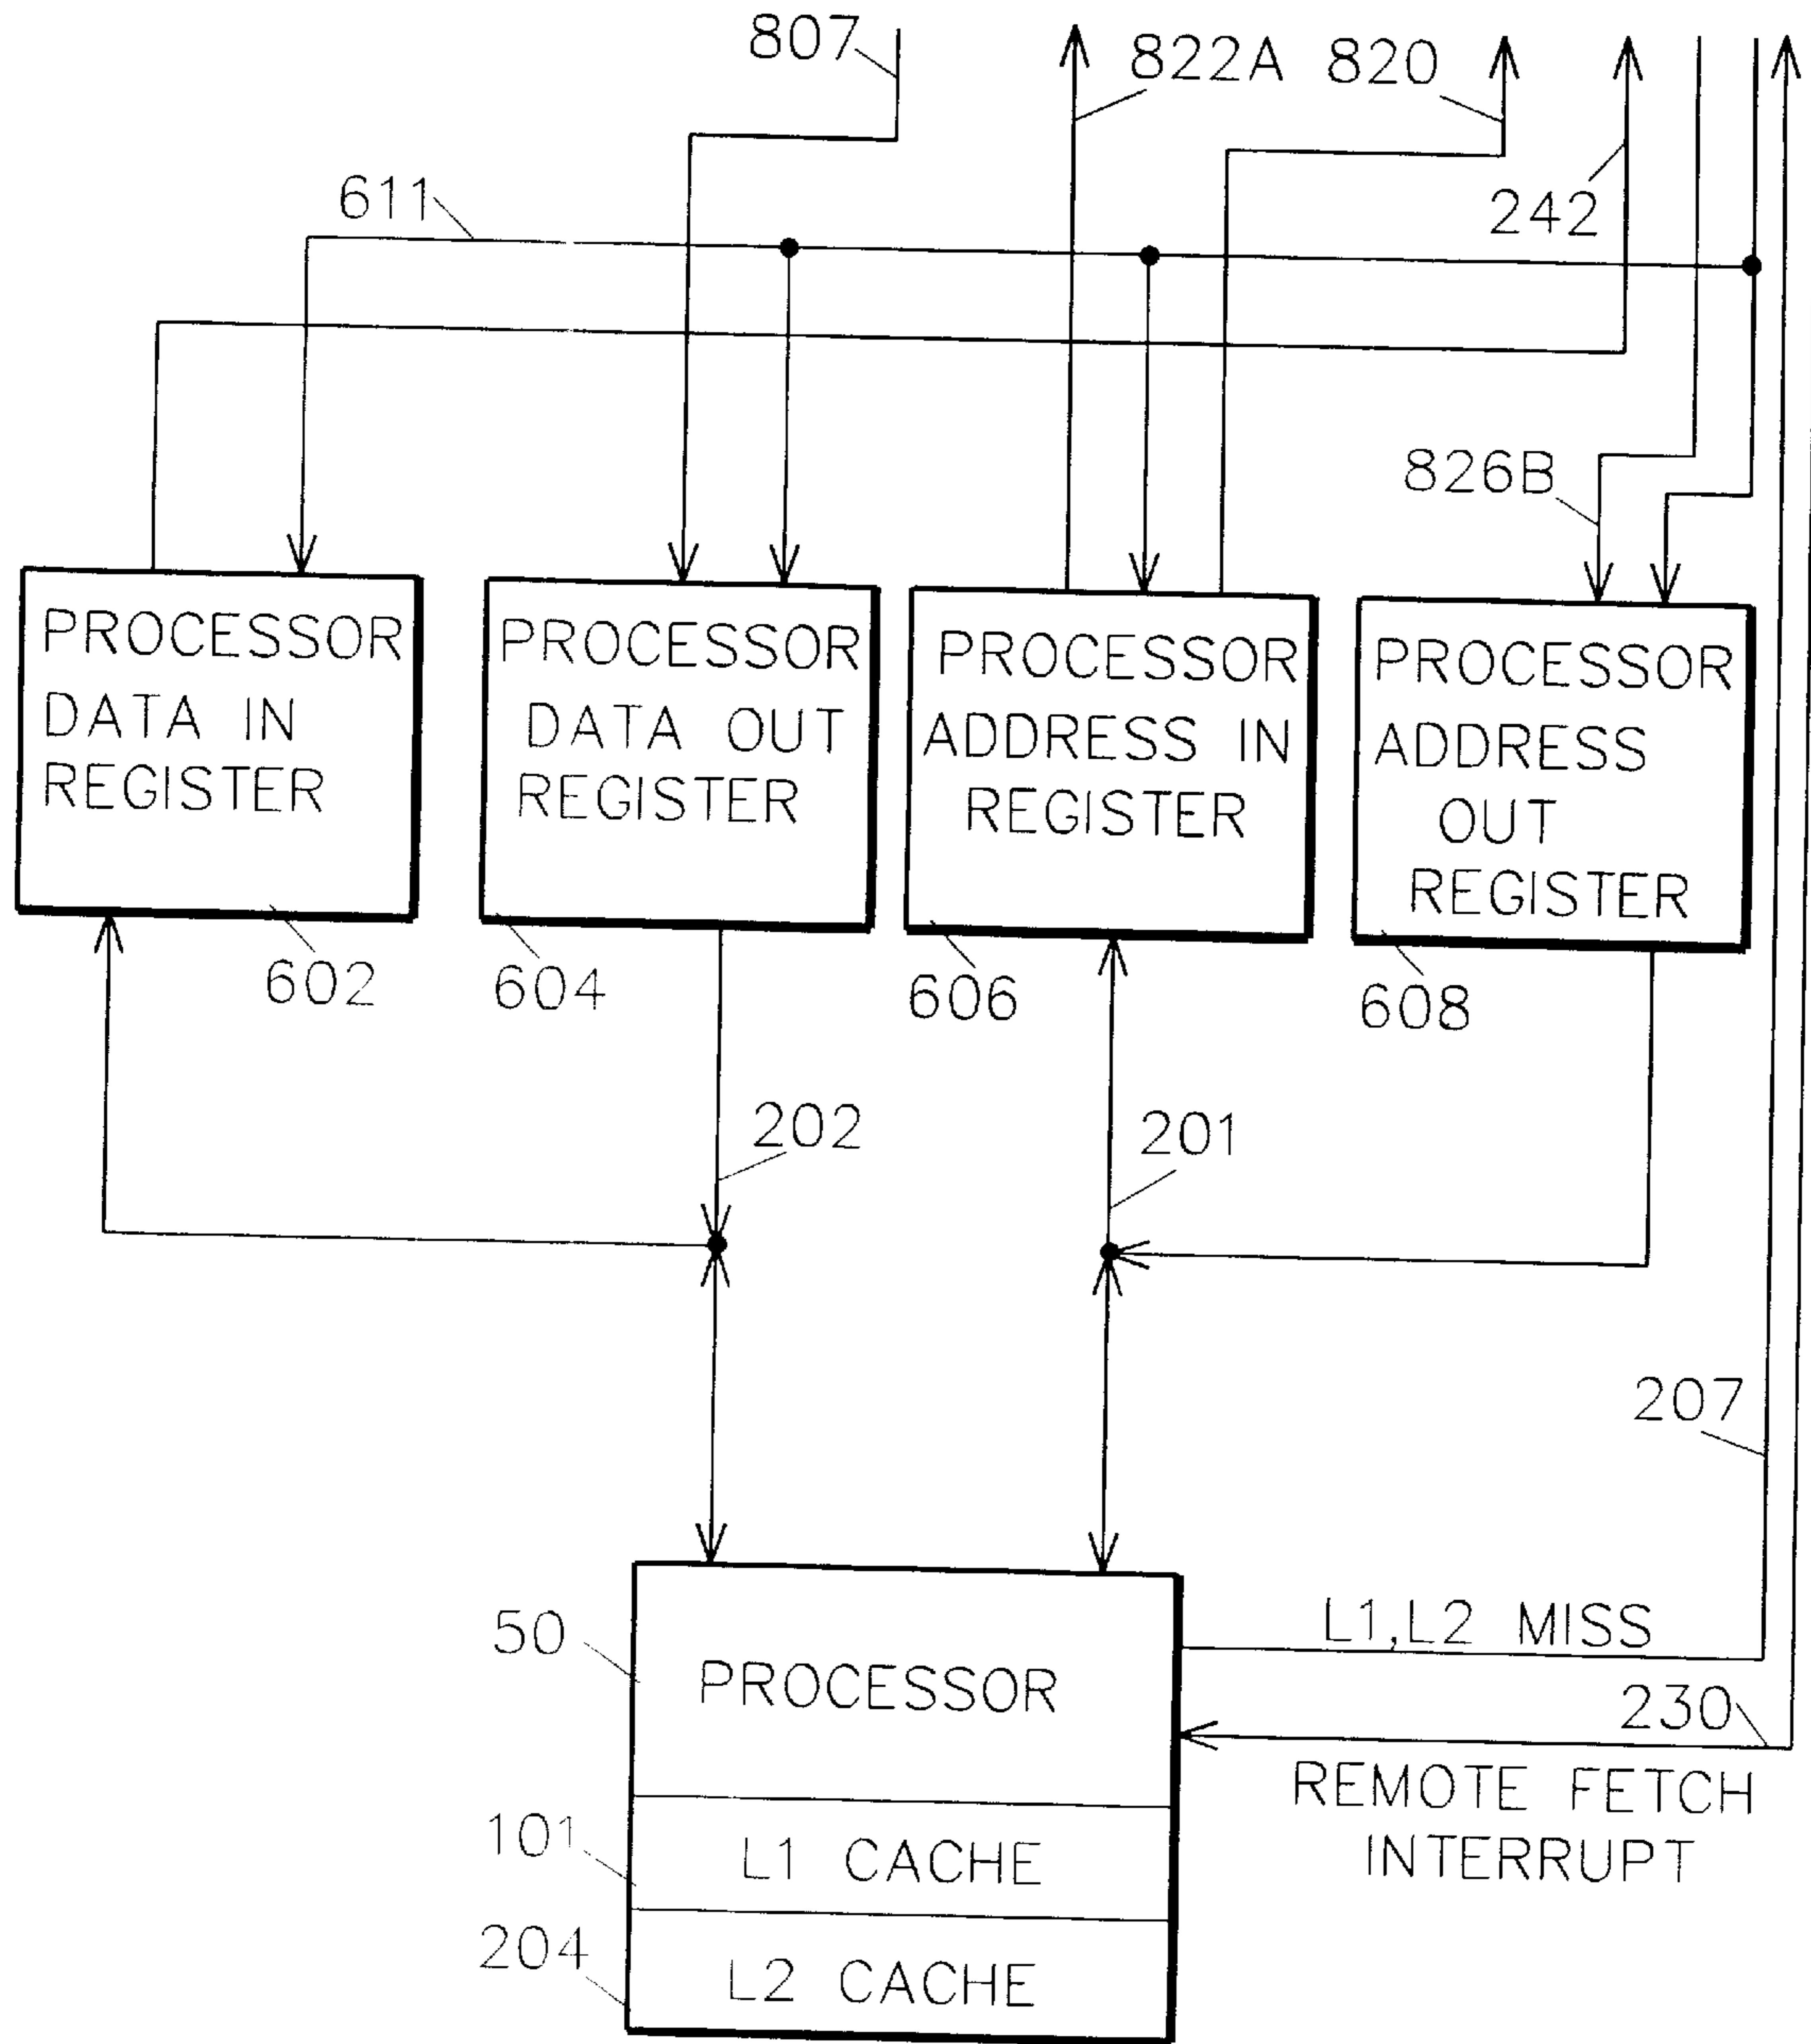 807
822A
820
611
242
826B
PROCESSOR
DATA IN
REGISTER
PROCESSOR
DATA OUT
REGISTER
PROCESSOR
ADDRESS IN
REGISTER
PROCESSOR
ADDRESS
OUT
REGISTER
602
604
606
608
202
201
207
50
PROCESSOR
L1,L2 MISS
230
REMOTE FETCH
INTERRUPT
101
L1 CACHE
204
L2 CACHE